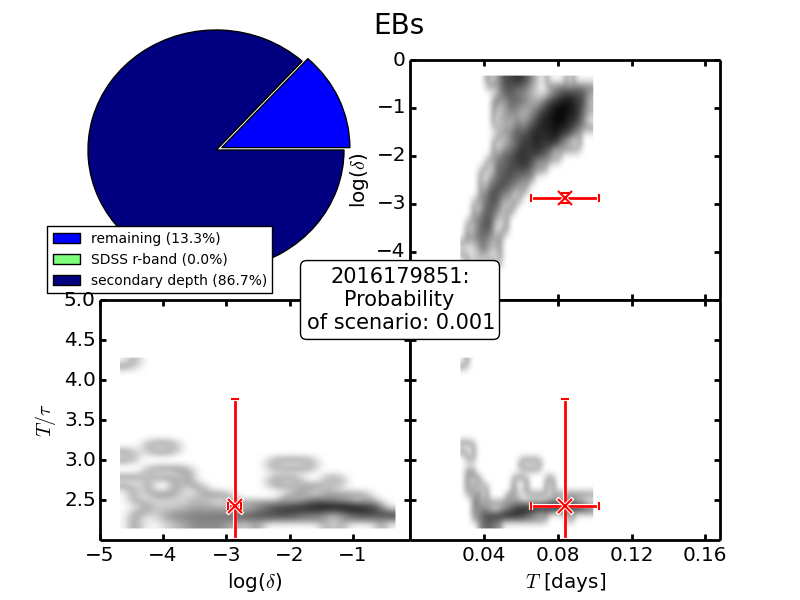 EBs
remaining (13.3%)
SDSS r-band (0.0%)
secondary depth (86.7%)
0
−1
−2
−3
−4
log(δ)
2016179851:
Probability
of scenario: 0.001
5.0
4.5
4.0
3.5
3.0
2.5
T/τ
−5
−4
−3
−2
−1
log(δ)
0.04
0.08
0.12
0.16
T [days]